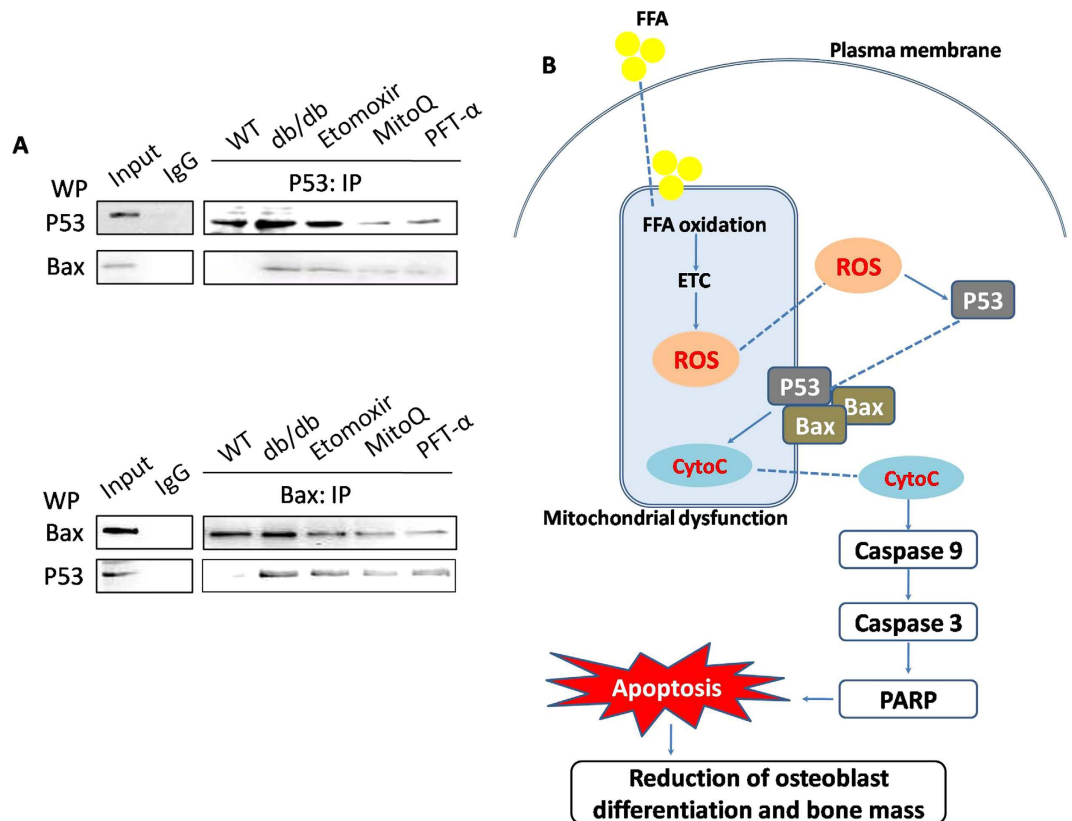 A
Input
IgG
WT
db/db
Etomoxir
MitoQ
PFT-α
WP
P53: IP
P53
Bax
Input
IgG
WT
db/db
Etomoxir
MitoQ
PFT-α
WP
Bax: IP
Bax
P53
B
FFA
Plasma membrane
FFA oxidation
ETC
ROS
ROS
P53
P53
Bax
Bax
CytoC
CytoC
Mitochondrial dysfunction
Caspase 9
Caspase 3
PARP
Apoptosis
Reduction of osteoblast
differentiation and bone mass